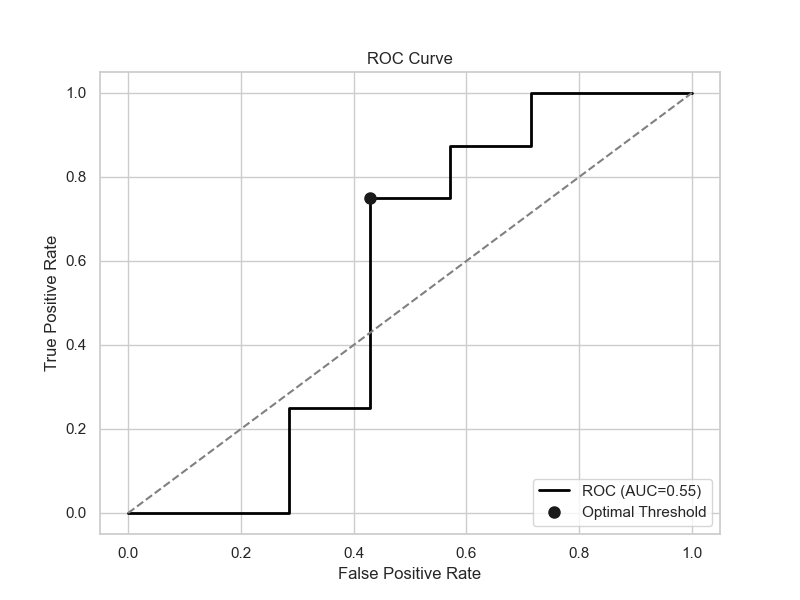 ROC Curve
True Positive Rate
1.0
0.8
0.6
0.4
0.2
0.0
0.0 0.2 0.4 0.6 0.8 1.0
False Positive Rate
ROC (AUC=0.55)
Optimal Threshold